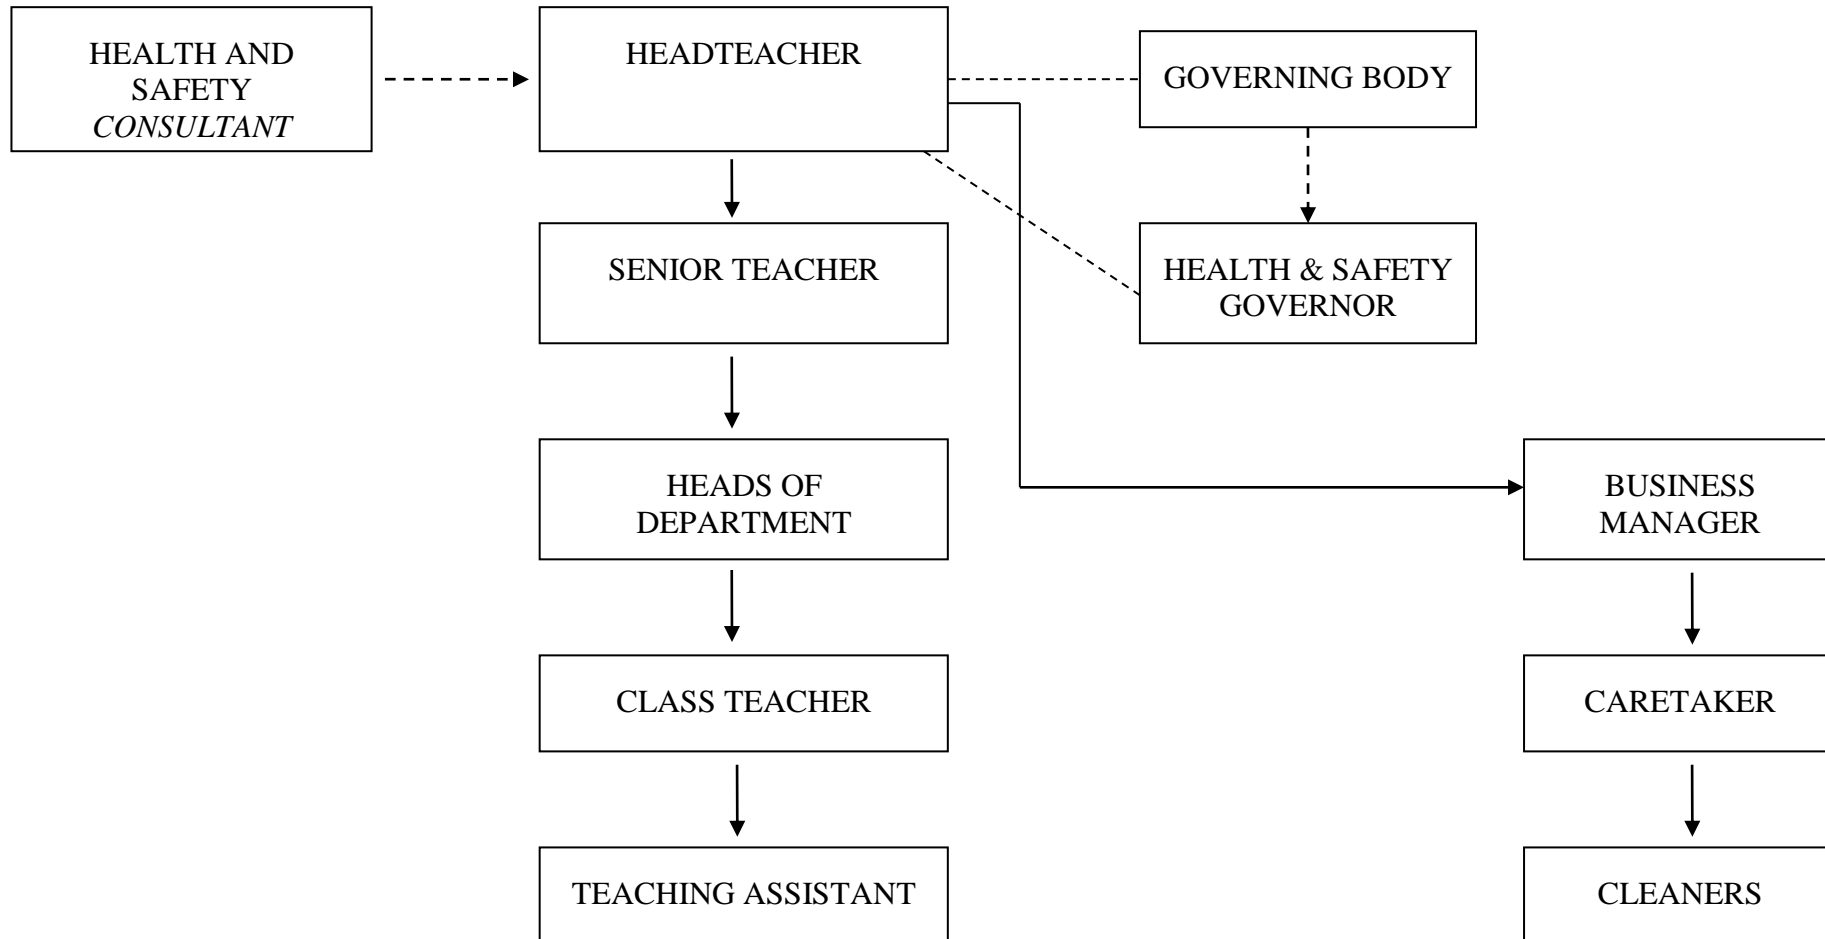 HEALTH AND
SAFETY
CONSULTANT
HEADTEACHER
GOVERNING BODY
SENIOR TEACHER
HEALTH & SAFETY
GOVERNOR
HEADS OF
DEPARTMENT
BUSINESS
MANAGER
CLASS TEACHER
CARETAKER
TEACHING ASSISTANT
CLEANERS